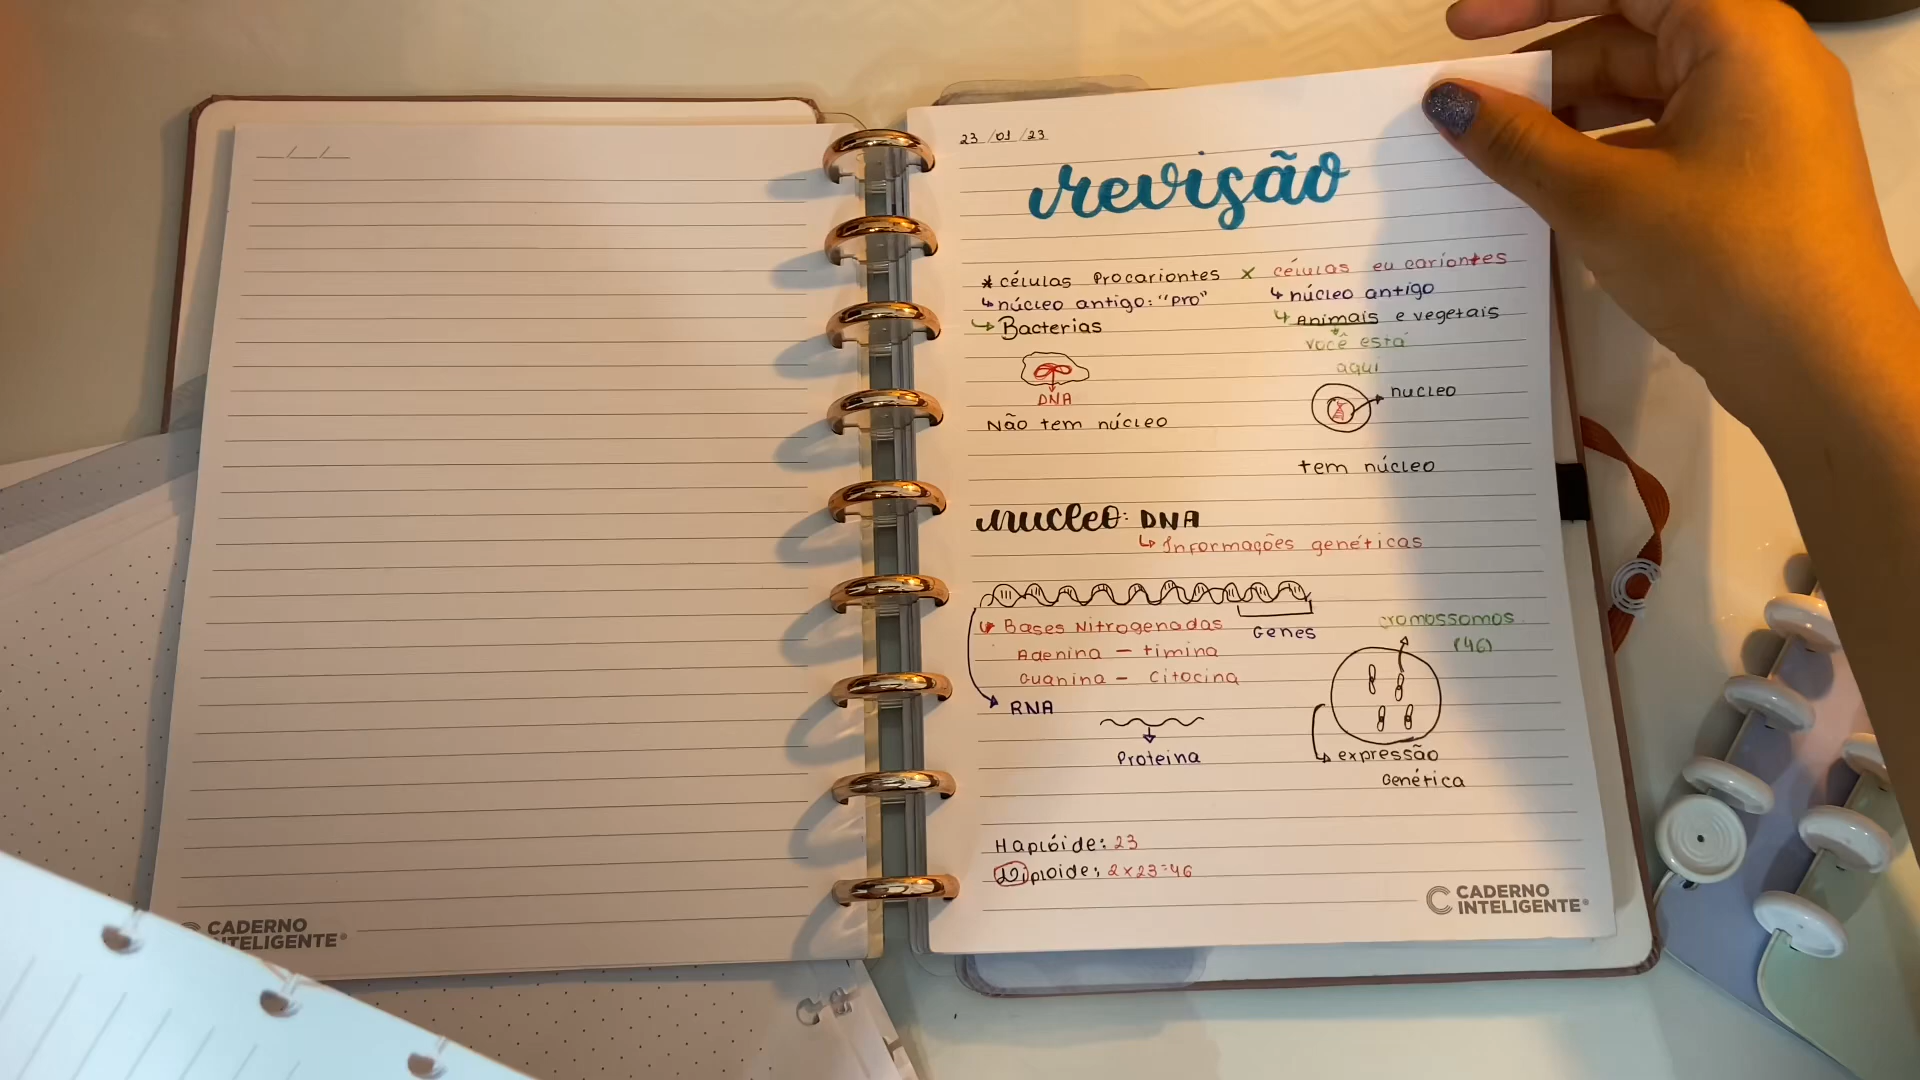 __/__/__
CADERNO
INTELIGENTE®
23/01/23
revisão
* células Procariontes x células eucariontes
↳ núcleo antigo: "Pro"
↳ Bacterias
DNA
Não tem núcleo
↳ núcleo antigo
↳ Animais e vegetais
você está
aqui
nucleo
tem núcleo
nucleo: DNA
↳ Informações genéticas
Bases Nitrogenadas
Adenina - timina
Guanina - Citocina
Genes
RNA
Proteina
cromossomos
(46)
expressão
Genética
Haplóide: 23
Diploide: 2x23=46
CADERNO
INTELIGENTE®